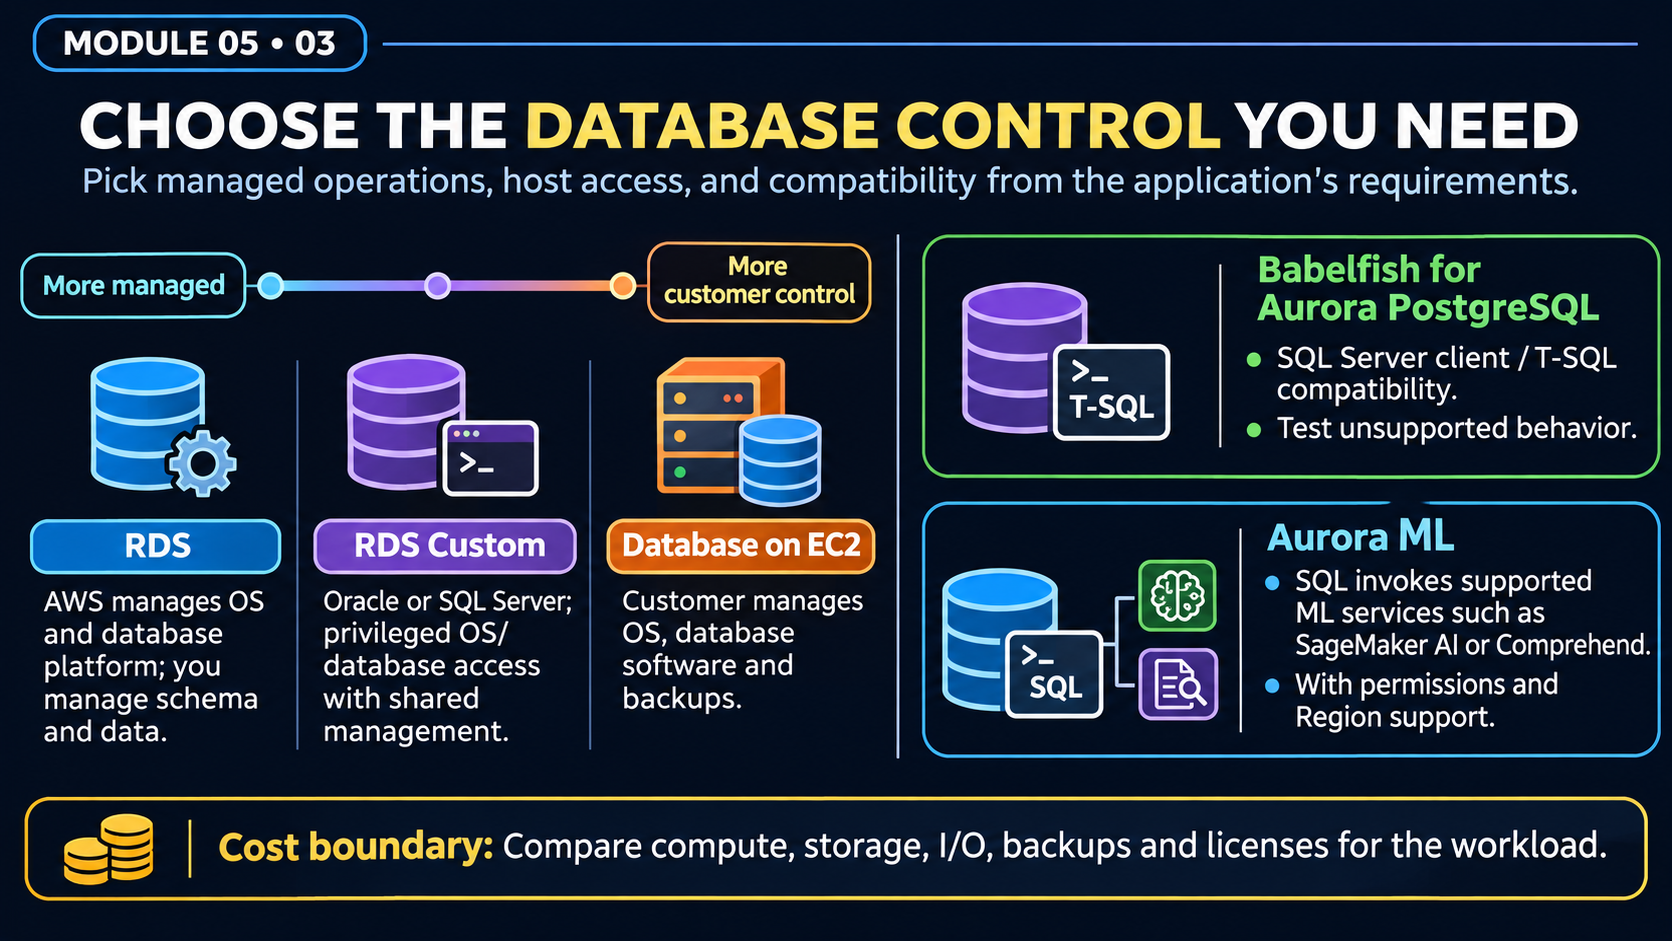 MODULE 05 • 03
CHOOSE THE DATABASE CONTROL YOU NEED
Pick managed operations, host access, and compatibility from the application's requirements.
More managed
More
customer control
>_
RDS
AWS manages OS
and database
platform; you
manage schema
and data.
RDS Custom
Oracle or SQL Server;
privileged OS/
database access
with shared
management.
Database on EC2
Customer manages
OS, database
software and
backups.
>_
T-SQL
Babelfish for
Aurora PostgreSQL
• SQL Server client / T-SQL
compatibility.
• Test unsupported behavior.
>_
SQL
Aurora ML
• SQL invokes supported
ML services such as
SageMaker AI or Comprehend.
• With permissions and
Region support.
Cost boundary: Compare compute, storage, I/O, backups and licenses for the workload.